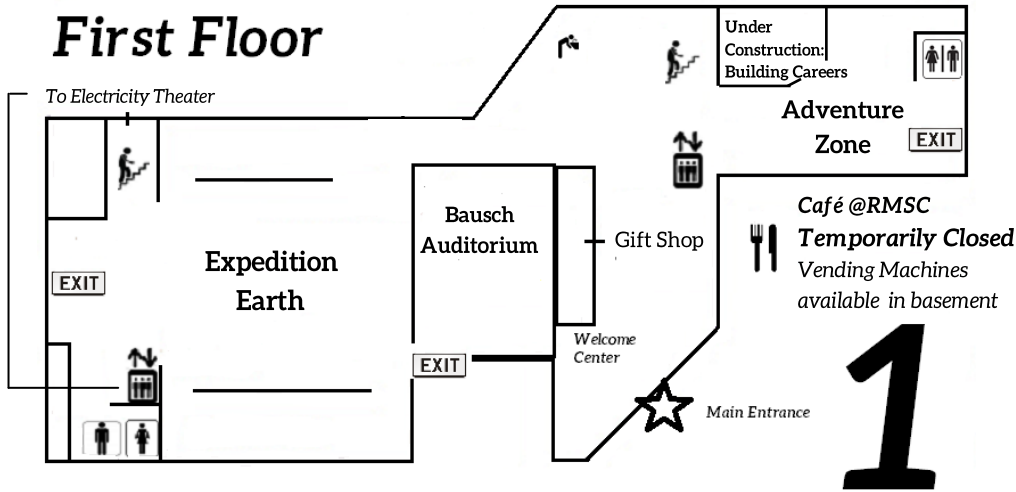 First Floor
To Electricity Theater
Under
Construction:
Building Careers
Adventure
Zone
EXIT
Café @RMSC
Temporarily Closed
Vending Machines
available in basement
Bausch
Auditorium
Gift Shop
Expedition
Earth
EXIT
Welcome
Center
EXIT
Main Entrance
1